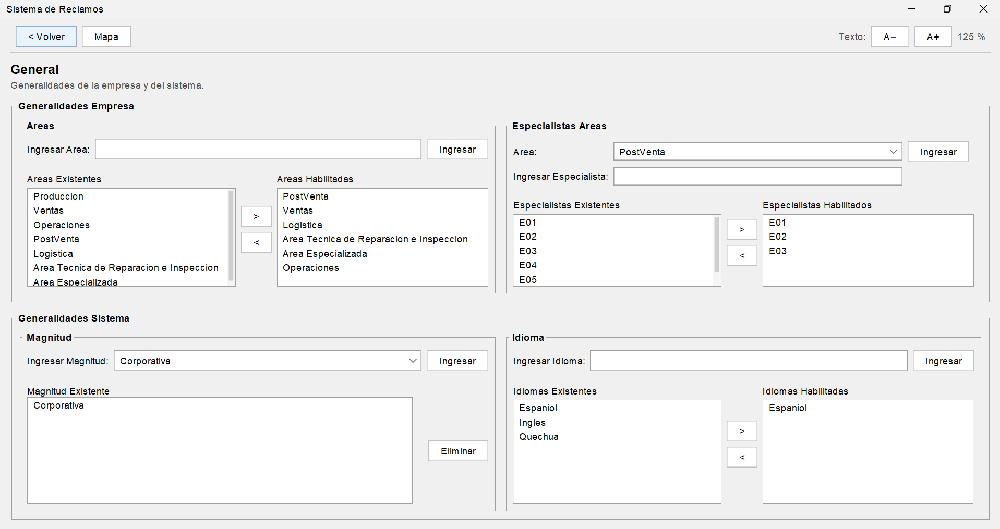 Sistema de Reclamos
< Volver
Mapa
Texto:
A−
A+
125 %
General
Generalidades de la empresa y del sistema.
Generalidades Empresa
Areas
Ingresar Area:
Ingresar
Areas Existentes
Produccion
Ventas
Operaciones
PostVenta
Logistica
Area Tecnica de Reparacion e Inspeccion
Area Especializada
>
<
Areas Habilitadas
PostVenta
Ventas
Logistica
Area Tecnica de Reparacion e Inspeccion
Area Especializada
Operaciones
Especialistas Areas
Area:
PostVenta
Ingresar
Ingresar Especialista:
Especialistas Existentes
E01
E02
E03
E04
E05
>
<
Especialistas Habilitados
E01
E02
E03
Generalidades Sistema
Magnitud
Ingresar Magnitud:
Corporativa
Ingresar
Magnitud Existente
Corporativa
Eliminar
Idioma
Ingresar Idioma:
Ingresar
Idiomas Existentes
Espaniol
Ingles
Quechua
>
<
Idiomas Habilitadas
Espaniol